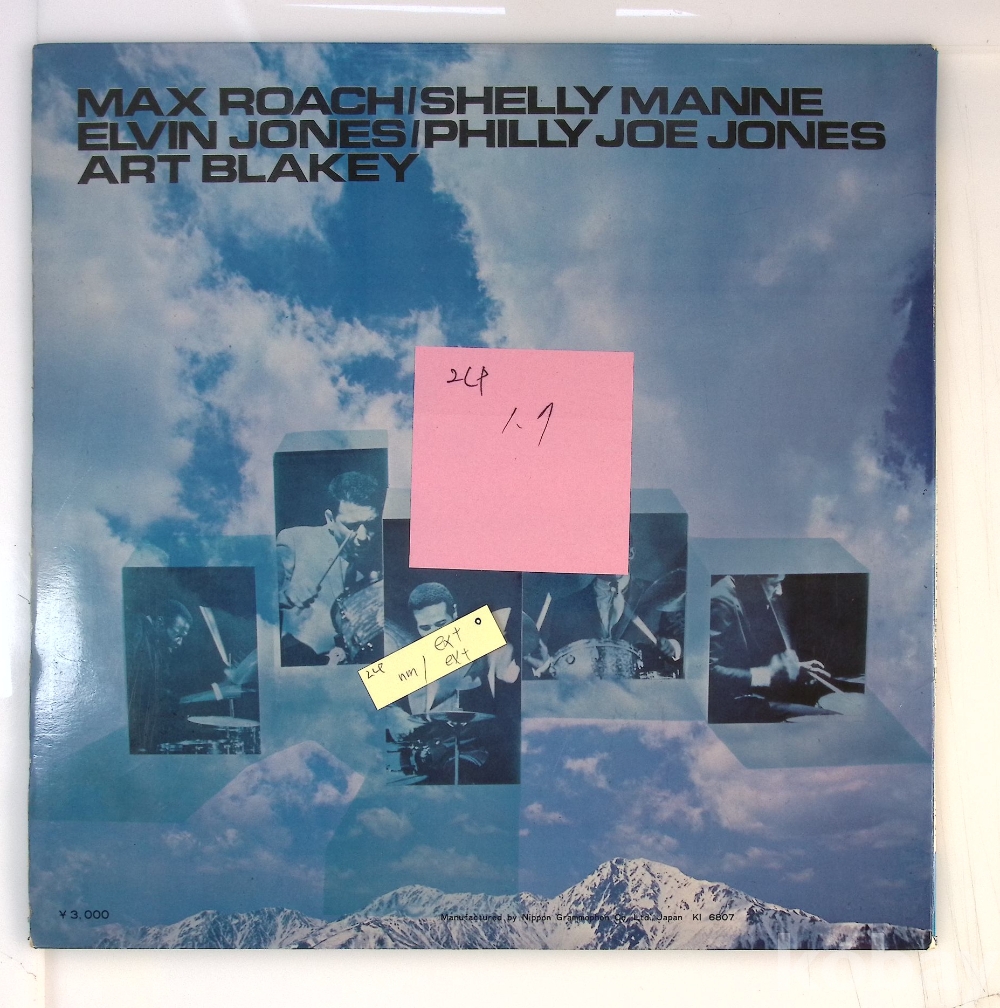 MAX ROACH/SHELLY MANNE
ELVIN JONES/PHILLY JOE JONES
ART BLAKEY
2LP
1.7
2LP nm / ex+
ex+
¥3,000
Manufactured by Nippon Grammophon Co., Ltd., Japan KI 6807